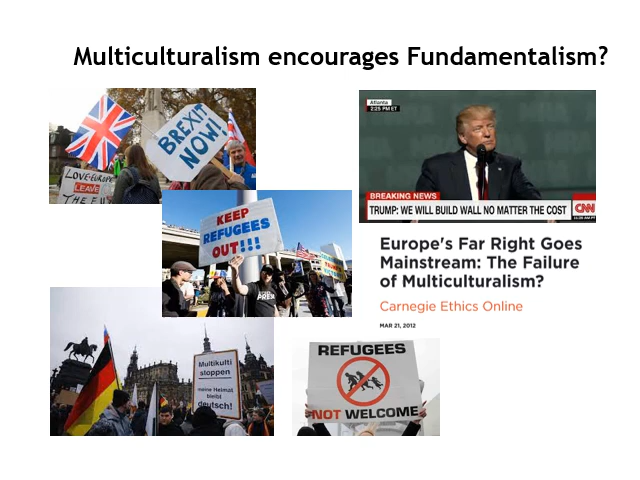 Multiculturalism encourages Fundamentalism?
BREXIT
NOW!
LOVE EUROPE
LEAVE
THE EU
Atlanta
2:25 PM ET
BREAKING NEWS
TRUMP: WE WILL BUILD WALL NO MATTER THE COST
CNN
KEEP
REFUGEES
OUT!!!
Europe's Far Right Goes
Mainstream: The Failure
of Multiculturalism?
Carnegie Ethics Online
MAR 21, 2012
Multikulti
stoppen
meine Heimat
bleibt
deutsch!
REFUGEES
NOT WELCOME